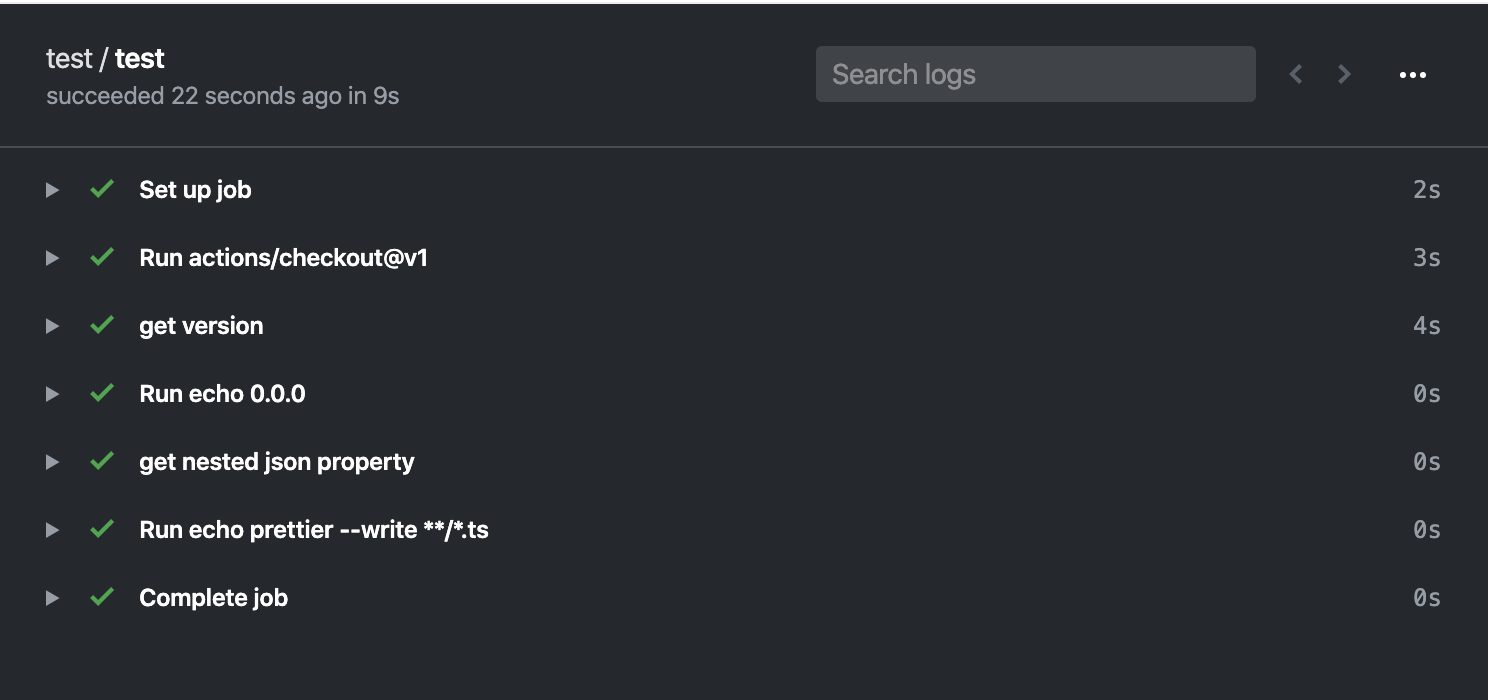 test / test
succeeded 22 seconds ago in 9s
Search logs
Set up job 2s
Run actions/checkout@v1 3s
get version 4s
Run echo 0.0.0 0s
get nested json property 0s
Run echo prettier --write **/*.ts 0s
Complete job 0s